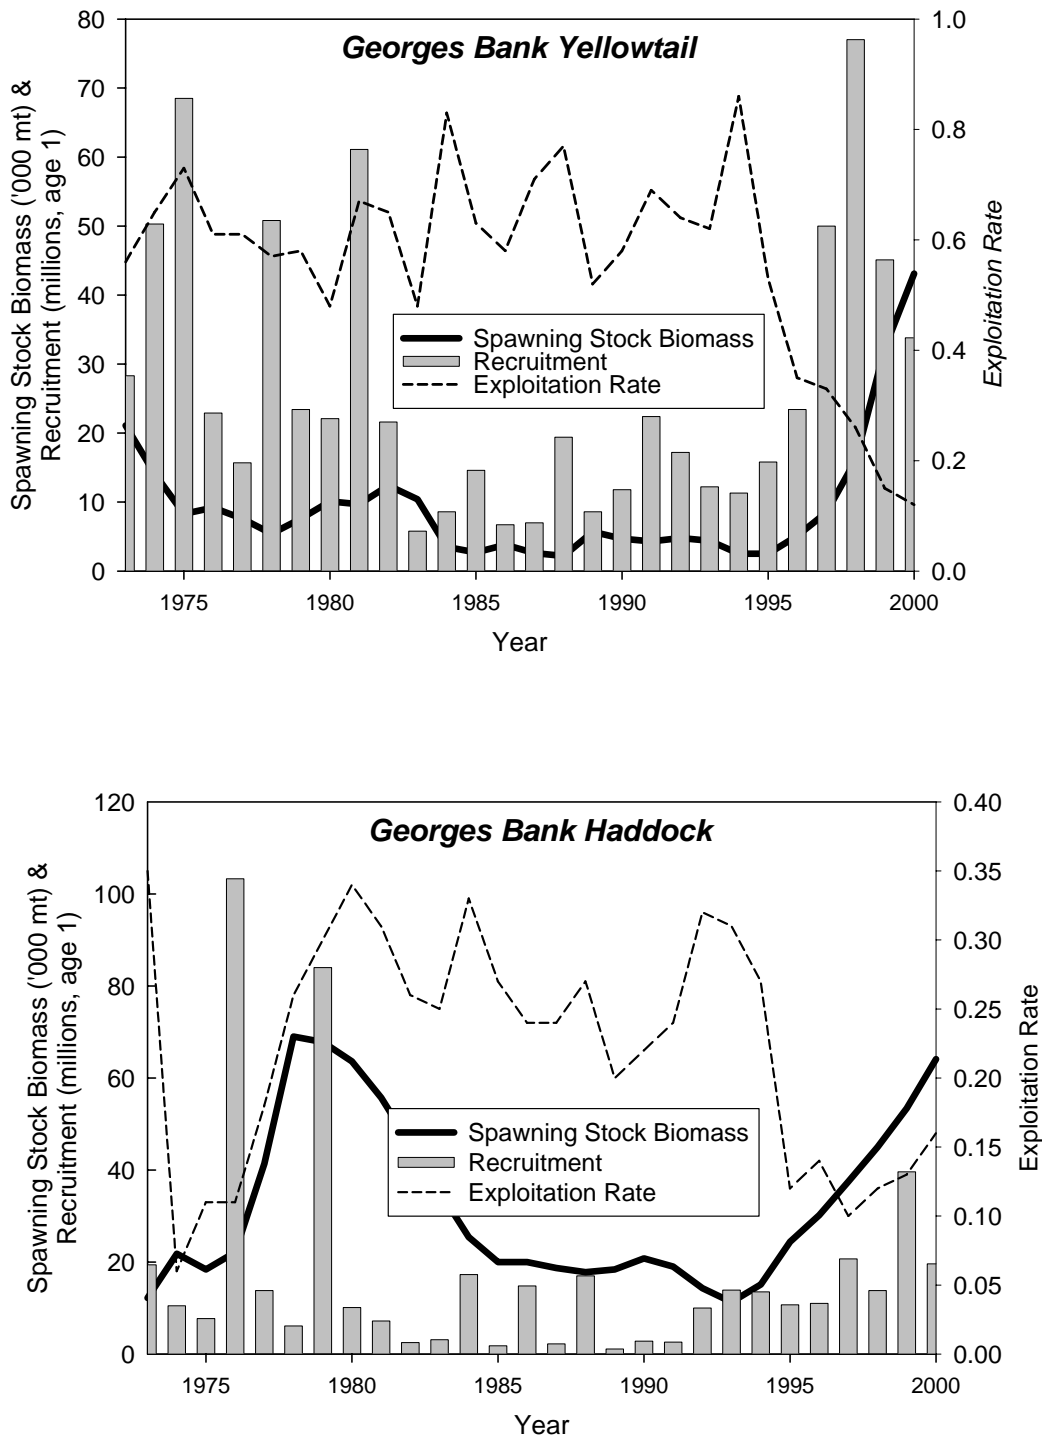 Georges Bank Yellowtail
Spawning Stock Biomass ('000 mt) &
Recruitment (millions, age 1)
80
70
60
50
40
30
20
10
0
1.0
0.8
0.6
0.4
0.2
0.0
Exploitation Rate
Spawning Stock Biomass
Recruitment
Exploitation Rate
1975 1980 1985 1990 1995 2000
Year
Georges Bank Haddock
Spawning Stock Biomass ('000 mt) &
Recruitment (millions, age 1)
120
100
80
60
40
20
0
0.40
0.35
0.30
0.25
0.20
0.15
0.10
0.05
0.00
Exploitation Rate
Spawning Stock Biomass
Recruitment
Exploitation Rate
1975 1980 1985 1990 1995 2000
Year